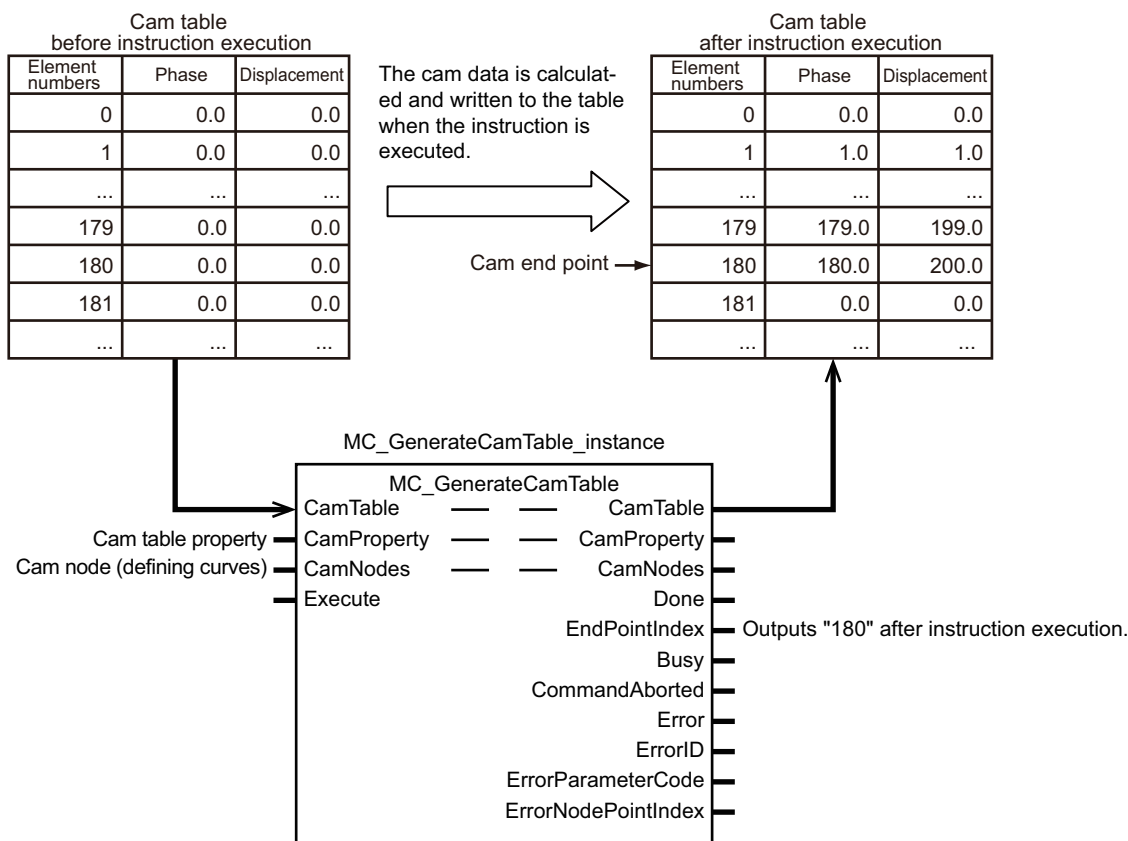 Cam table
before instruction execution
Element numbers Phase Displacement
0 0.0 0.0
1 0.0 0.0
... ... ...
179 0.0 0.0
180 0.0 0.0
181 0.0 0.0
... ... ...
The cam data is calculat-
ed and written to the table
when the instruction is
executed.
Cam end point
Cam table
after instruction execution
Element numbers Phase Displacement
0 0.0 0.0
1 1.0 1.0
... ... ...
179 179.0 199.0
180 180.0 200.0
181 0.0 0.0
... ... ...
MC_GenerateCamTable_instance
MC_GenerateCamTable
CamTable CamTable
Cam table property CamProperty CamProperty
Cam node (defining curves) CamNodes CamNodes
Execute Done
EndPointIndex Outputs "180" after instruction execution.
Busy
CommandAborted
Error
ErrorID
ErrorParameterCode
ErrorNodePointIndex